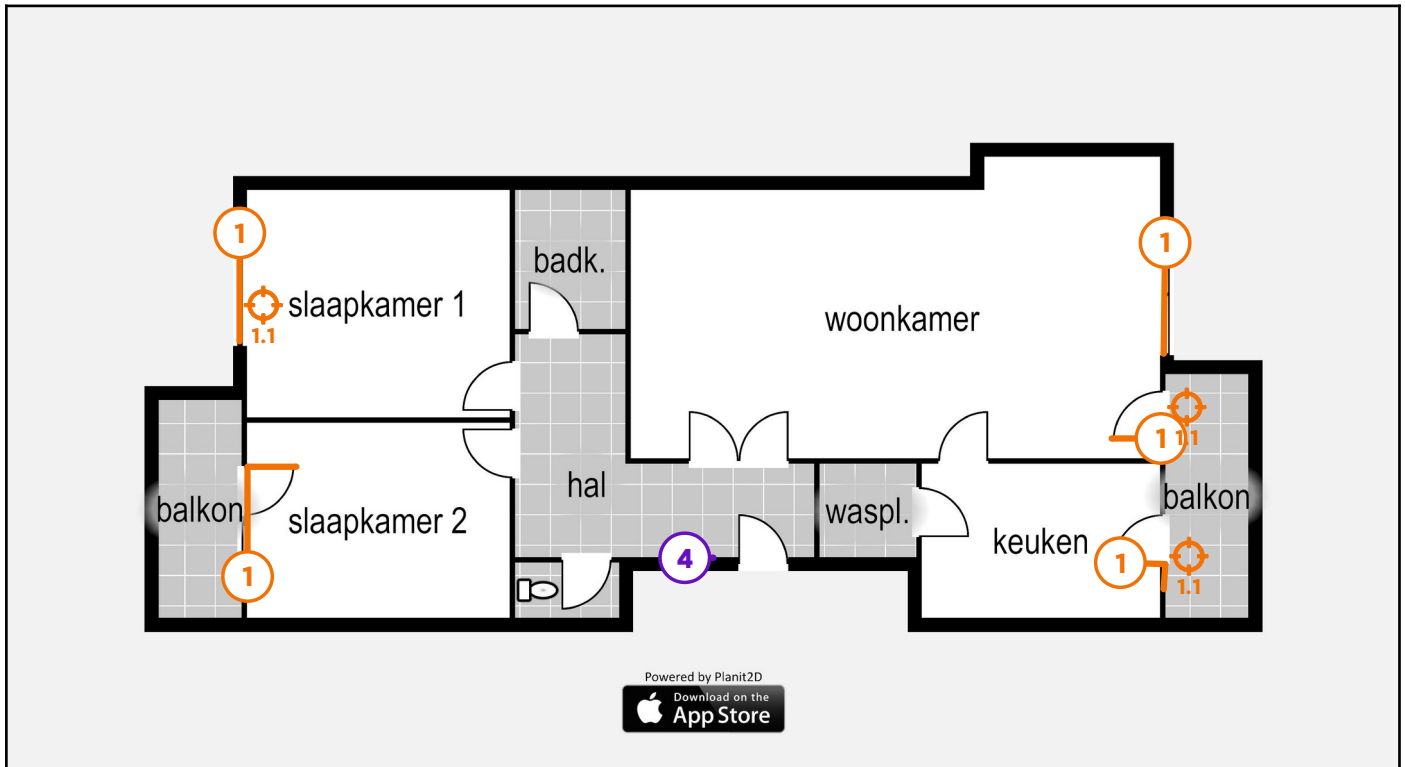 1
1
badk.
slaapkamer 1
1.1
woonkamer
1
1.1
balkon
slaapkamer 2
hal
waspl.
balkon
keuken
4
1
1
1.1
Powered by Planit2D
Download on the
App Store